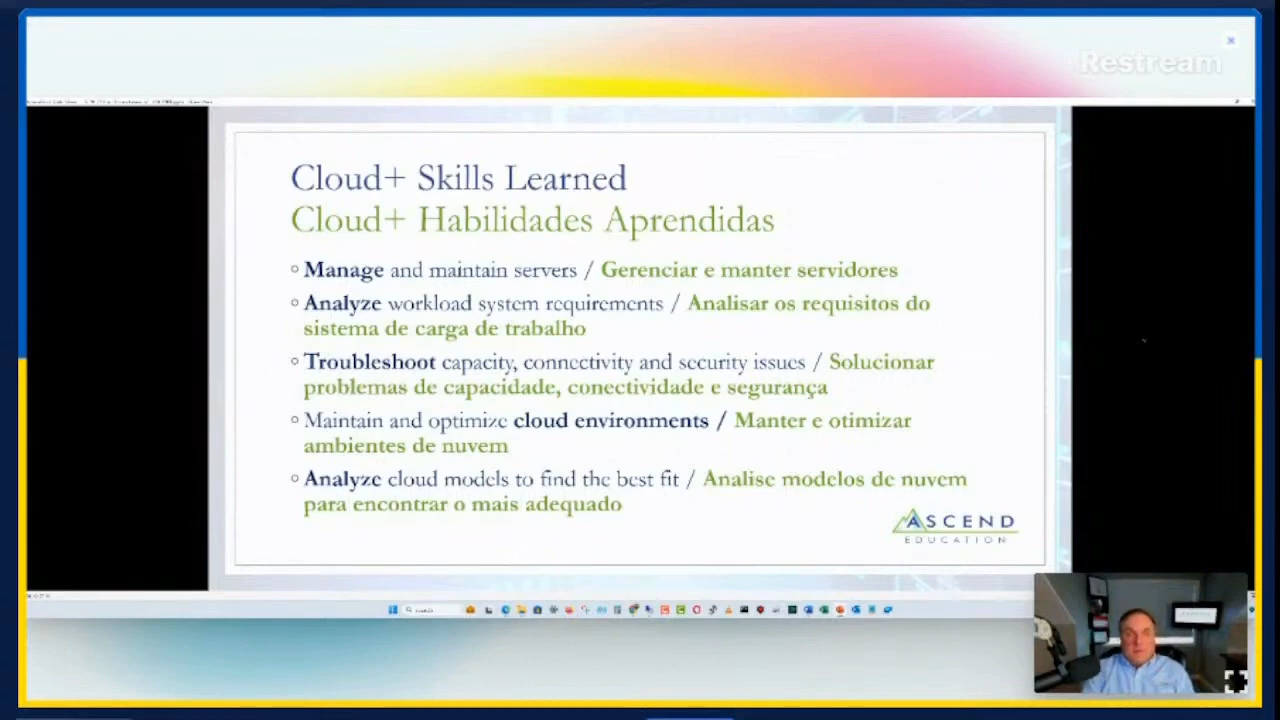 Restream
Cloud+ Skills Learned
Cloud+ Habilidades Aprendidas
Manage and maintain servers / Gerenciar e manter servidores
Analyze workload system requirements / Analisar os requisitos do
sistema de carga de trabalho
Troubleshoot capacity, connectivity and security issues / Solucionar
problemas de capacidade, conectividade e segurança
Maintain and optimize cloud environments / Manter e otimizar
ambientes de nuvem
Analyze cloud models to find the best fit / Analise modelos de nuvem
para encontrar o mais adequado
ASCEND
EDUCATION
Search